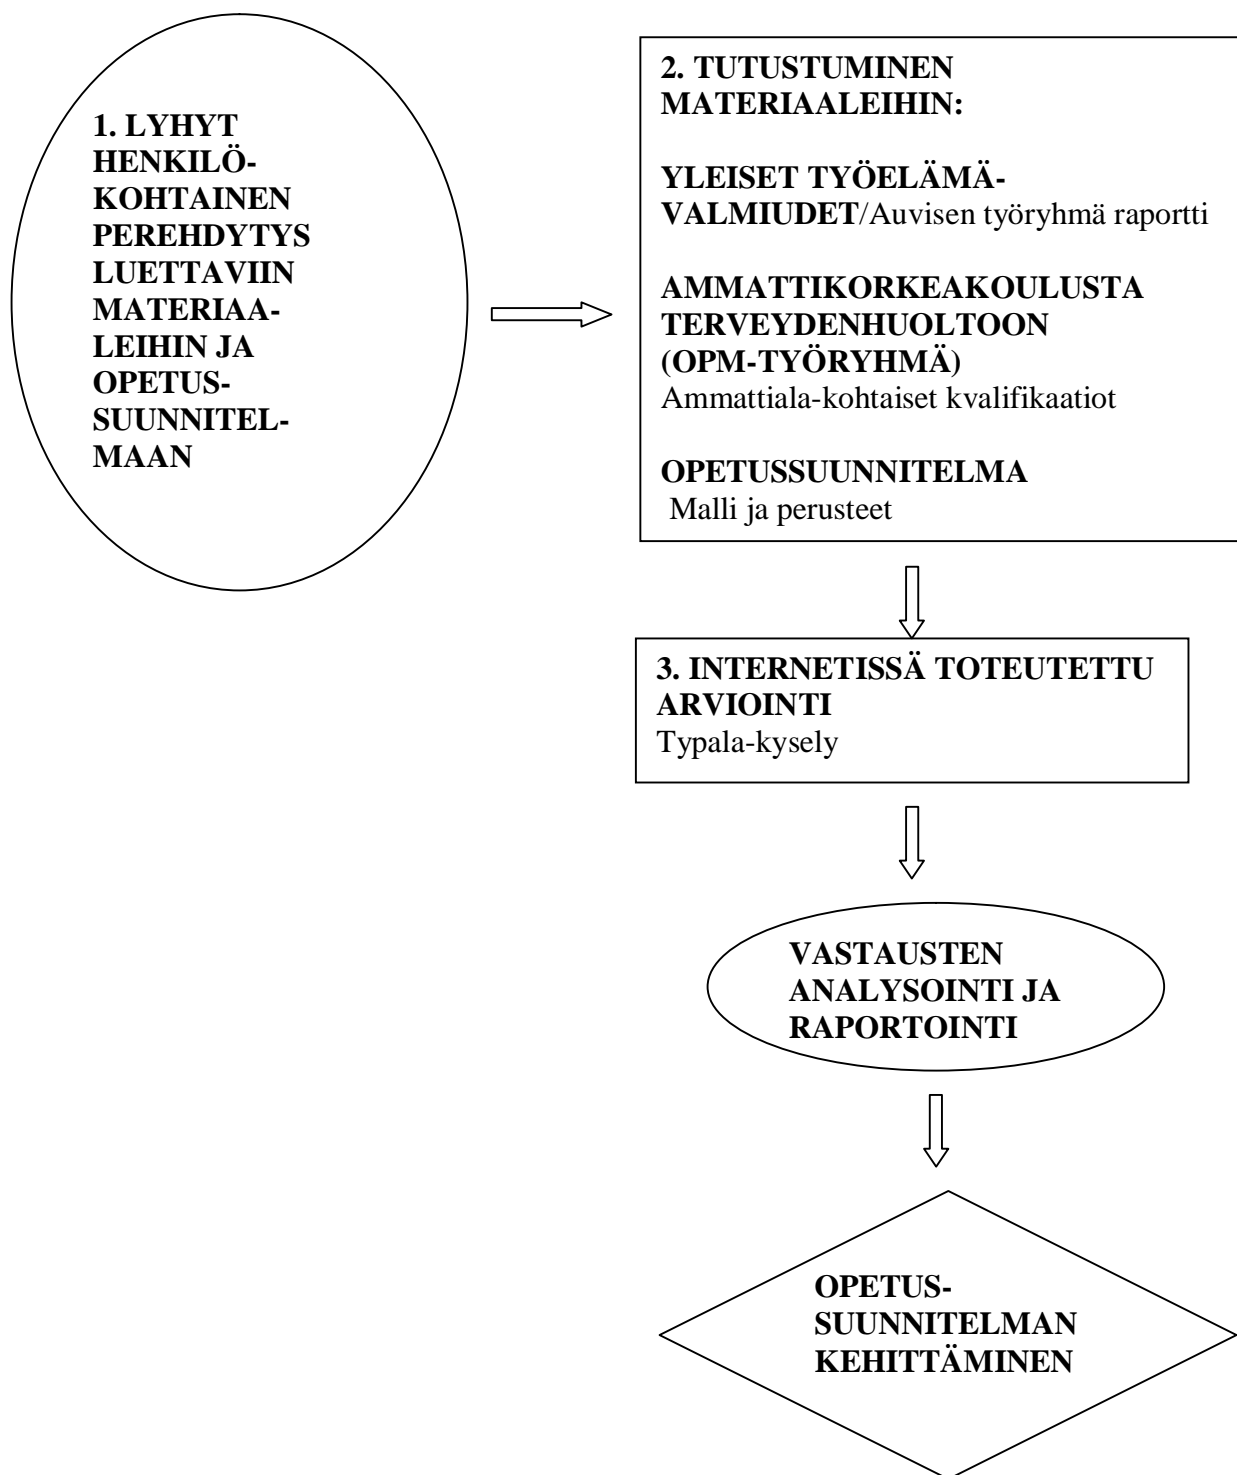 1. LYHYT
HENKILÖ-
KOHTAINEN
PEREHDYTYS
LUETTAVIIN
MATERIAA-
LEIHIN JA
OPETUS-
SUUNNITEL-
MAAN
2. TUTUSTUMINEN
MATERIAALEIHIN:
YLEISET TYÖELÄMÄ-
VALMIUDET/Auvisen työryhmä raportti
AMMATTIKORKEAKOULUSTA
TERVEYDENHUOLTOON
(OPM-TYÖRYHMÄ)
Ammattiala-kohtaiset kvalifikaatiot
OPETUSSUUNNITELMA
Malli ja perusteet
3. INTERNETISSÄ TOTEUTETTU
ARVIOINTI
Typala-kysely
VASTAUSTEN
ANALYSOINTI JA
RAPORTOINTI
OPETUS-
SUUNNITELMAN
KEHITTÄMINEN